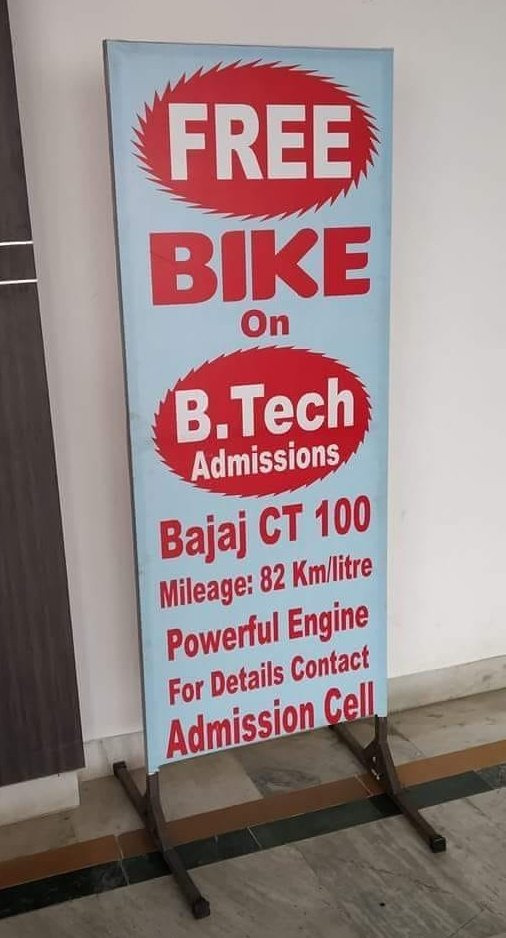 FREE
BIKE
On
B.Tech
Admissions
Bajaj CT 100
Mileage: 82 Km/litre
Powerful Engine
For Details Contact
Admission Cell